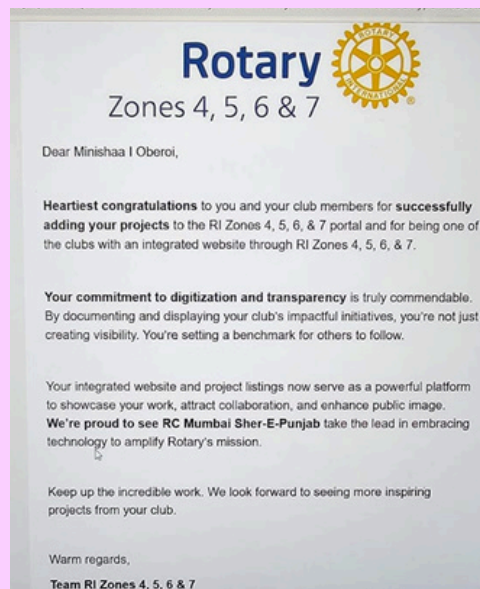 Rotary
ROTARY
INTERNATIONAL
Zones 4, 5, 6 & 7
Dear Minishaa I Oberoi,
Heartiest congratulations to you and your club members for successfully
adding your projects to the RI Zones 4, 5, 6, & 7 portal and for being one of
the clubs with an integrated website through RI Zones 4, 5, 6, & 7.
Your commitment to digitization and transparency is truly commendable.
By documenting and displaying your club's impactful initiatives, you're not just
creating visibility. You're setting a benchmark for others to follow.
Your integrated website and project listings now serve as a powerful platform
to showcase your work, attract collaboration, and enhance public image.
We're proud to see RC Mumbai Sher-E-Punjab take the lead in embracing
technology to amplify Rotary's mission.
Keep up the incredible work. We look forward to seeing more inspiring
projects from your club.
Warm regards,
Team RI Zones 4, 5, 6 & 7